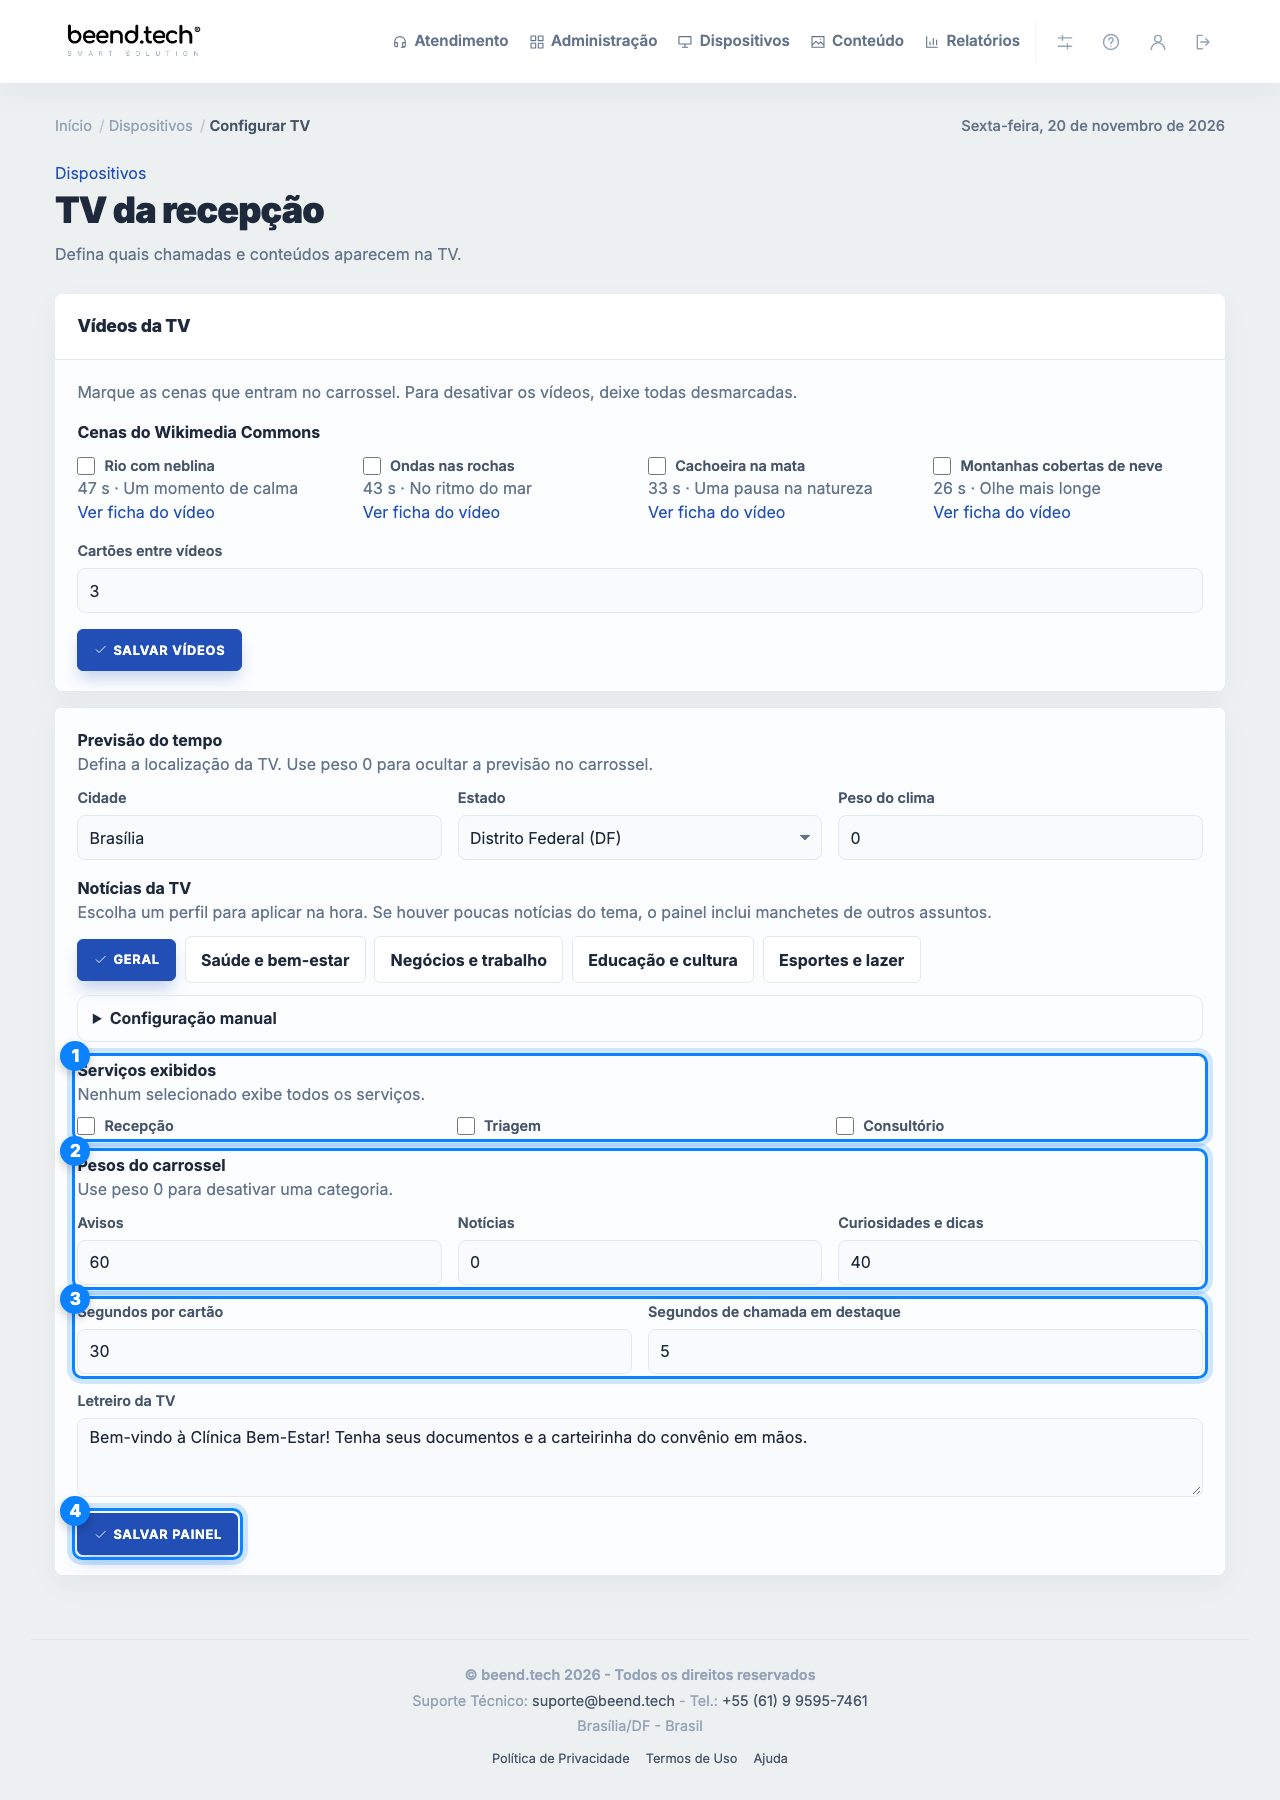 beend.tech®
SMART SOLUTION
Atendimento
Administração
Dispositivos
Conteúdo
Relatórios
Início / Dispositivos / Configurar TV
Sexta-feira, 20 de novembro de 2026
Dispositivos
TV da recepção
Defina quais chamadas e conteúdos aparecem na TV.
Vídeos da TV
Marque as cenas que entram no carrossel. Para desativar os vídeos, deixe todas desmarcadas.
Cenas do Wikimedia Commons
Rio com neblina
47 s · Um momento de calma
Ver ficha do vídeo
Ondas nas rochas
43 s · No ritmo do mar
Ver ficha do vídeo
Cachoeira na mata
33 s · Uma pausa na natureza
Ver ficha do vídeo
Montanhas cobertas de neve
26 s · Olhe mais longe
Ver ficha do vídeo
Cartões entre vídeos
3
SALVAR VÍDEOS
Previsão do tempo
Defina a localização da TV. Use peso 0 para ocultar a previsão no carrossel.
Cidade
Brasília
Estado
Distrito Federal (DF)
Peso do clima
0
Notícias da TV
Escolha um perfil para aplicar na hora. Se houver poucas notícias do tema, o painel inclui manchetes de outros assuntos.
GERAL
Saúde e bem-estar
Negócios e trabalho
Educação e cultura
Esportes e lazer
Configuração manual
1
Serviços exibidos
Nenhum selecionado exibe todos os serviços.
Recepção
Triagem
Consultório
2
Pesos do carrossel
Use peso 0 para desativar uma categoria.
Avisos
60
Notícias
0
Curiosidades e dicas
40
3
Segundos por cartão
30
Segundos de chamada em destaque
5
Letreiro da TV
Bem-vindo à Clínica Bem-Estar! Tenha seus documentos e a carteirinha do convênio em mãos.
4
SALVAR PAINEL
© beend.tech 2026 - Todos os direitos reservados
Suporte Técnico: suporte@beend.tech - Tel.: +55 (61) 9 9595-7461
Brasília/DF - Brasil
Política de Privacidade
Termos de Uso
Ajuda